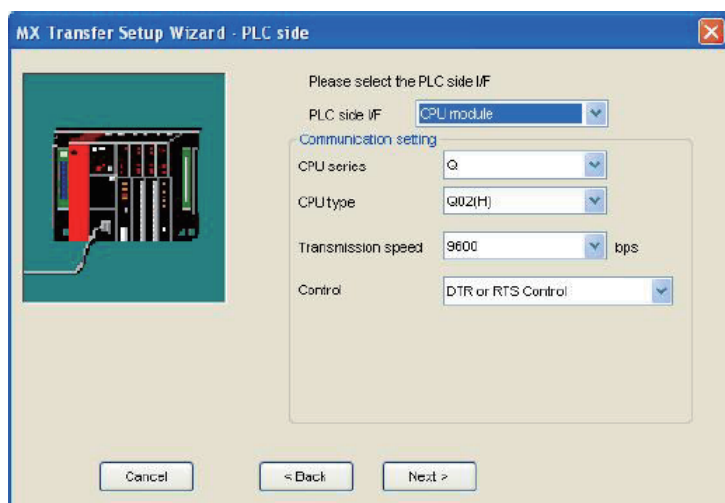 MX Transfer Setup Wizard - PLC side
Please select the PLC side I/F
PLC side I/F CPU module
Communication setting
CPU series Q
CPU type Q02(H)
Transmission speed 9600 bps
Control DTR or RTS Control
Cancel < Back Next >